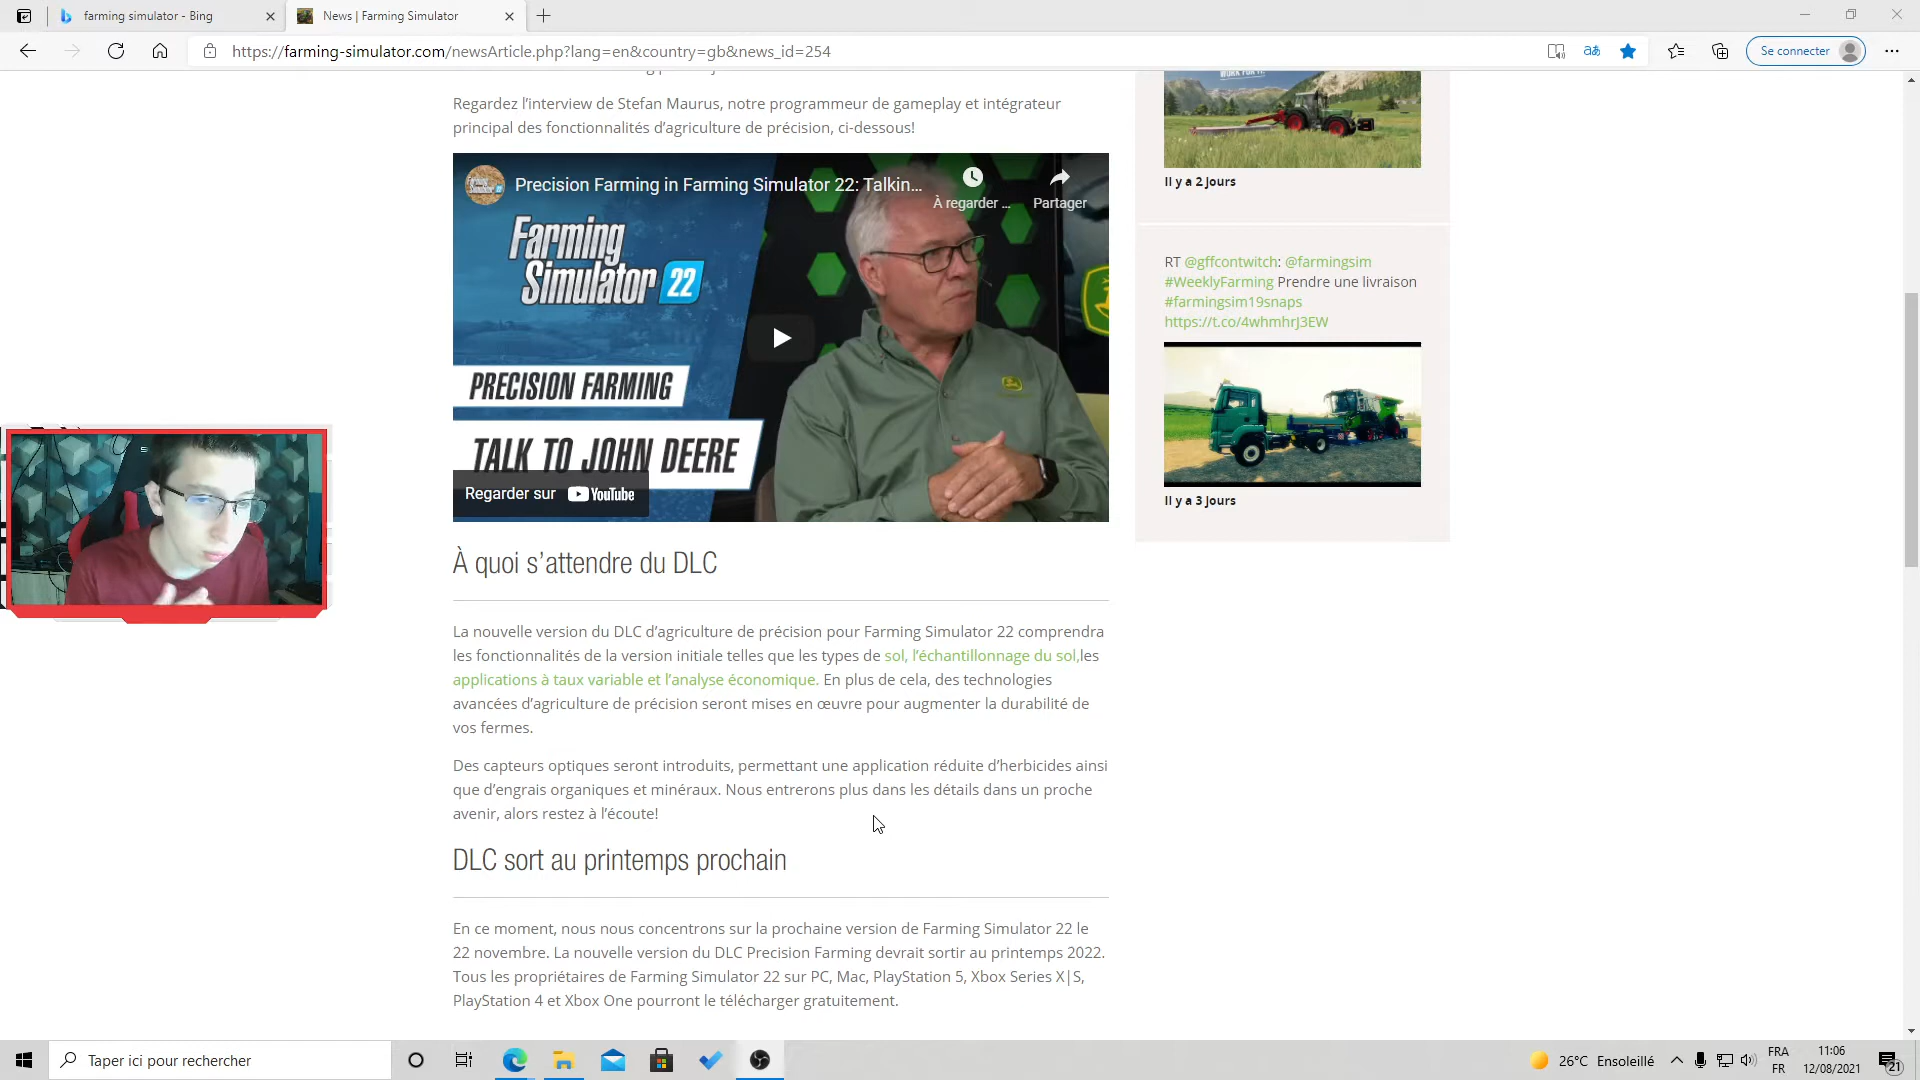 farming simulator - Bing
News | Farming Simulator
https://farming-simulator.com/newsArticle.php?lang=en&country=gb&news_id=254
Se connecter
Regardez l'interview de Stefan Maurus, notre programmeur de gameplay et intégrateur
principal des fonctionnalités d'agriculture de précision, ci-dessous!
Precision Farming in Farming Simulator 22: Talkin...
À regarder ...
Partager
Farming
Simulator 22
PRECISION FARMING
TALK TO JOHN DEERE
Regarder sur YouTube
À quoi s'attendre du DLC
La nouvelle version du DLC d'agriculture de précision pour Farming Simulator 22 comprendra
les fonctionnalités de la version initiale telles que les types de sol, l'échantillonnage du sol,les
applications à taux variable et l'analyse économique. En plus de cela, des technologies
avancées d'agriculture de précision seront mises en œuvre pour augmenter la durabilité de
vos fermes.
Des capteurs optiques seront introduits, permettant une application réduite d'herbicides ainsi
que d'engrais organiques et minéraux. Nous entrerons plus dans les détails dans un proche
avenir, alors restez à l'écoute!
DLC sort au printemps prochain
En ce moment, nous nous concentrons sur la prochaine version de Farming Simulator 22 le
22 novembre. La nouvelle version du DLC Precision Farming devrait sortir au printemps 2022.
Tous les propriétaires de Farming Simulator 22 sur PC, Mac, PlayStation 5, Xbox Series X|S,
PlayStation 4 et Xbox One pourront le télécharger gratuitement.
WORK FOR IT!
Il y a 2 jours
RT @gffcontwitch: @farmingsim
#WeeklyFarming Prendre une livraison
#farmingsim19snaps
https://t.co/4whmhrJ3EW
Il y a 3 jours
Taper ici pour rechercher
26°C Ensoleillé
FRA
FR
11:06
12/08/2021
21